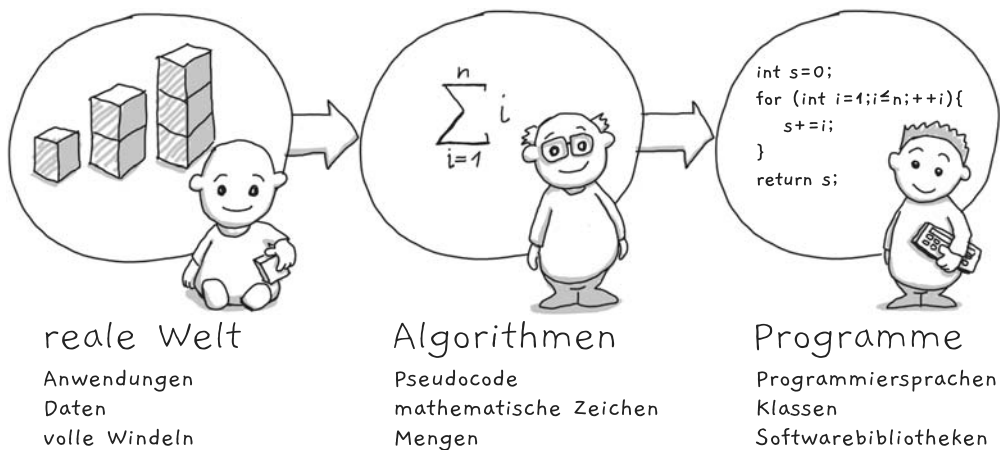 n
∑ i
i=1
int s=0;
for (int i=1;i≤n;++i){
s+=i;
}
return s;
reale Welt
Anwendungen
Daten
volle Windeln
Algorithmen
Pseudocode
mathematische Zeichen
Mengen
Programme
Programmiersprachen
Klassen
Softwarebibliotheken